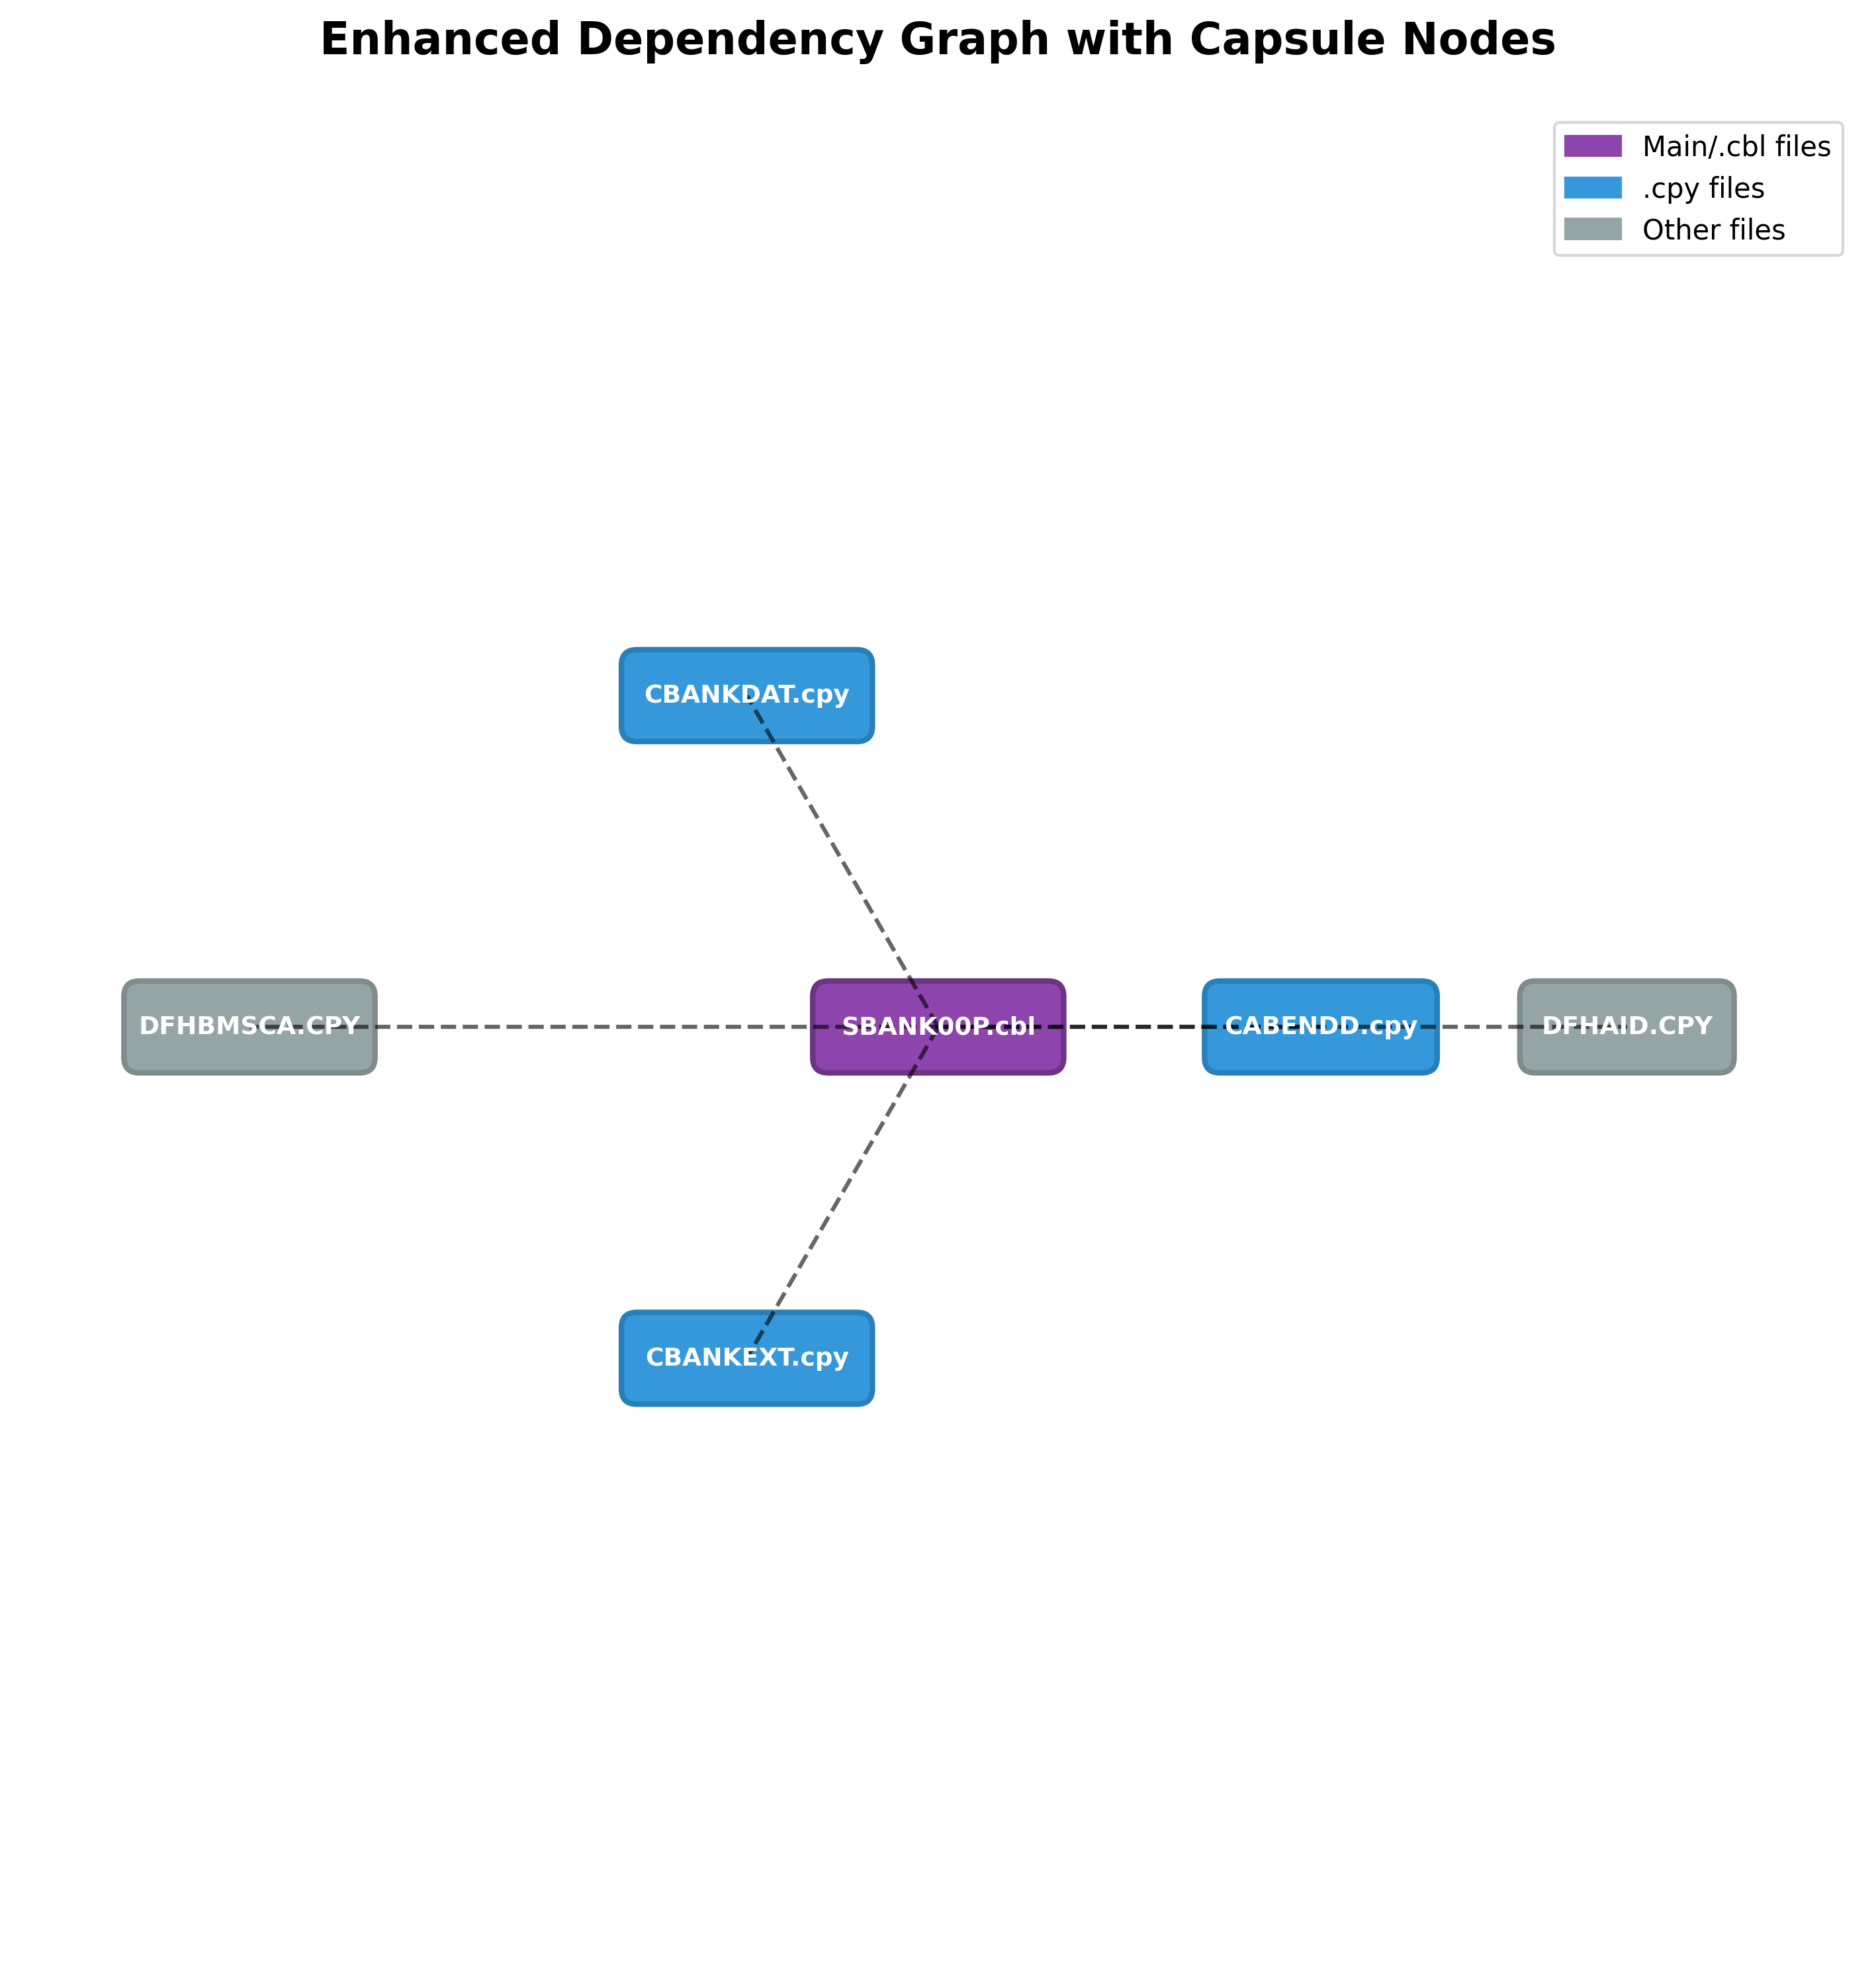 Enhanced Dependency Graph with Capsule Nodes
Main/.cbl files
.cpy files
Other files
CBANKDAT.cpy
DFHBMSCA.CPY
SBANK00P.cbl
CABENDD.cpy
DFHAID.CPY
CBANKEXT.cpy